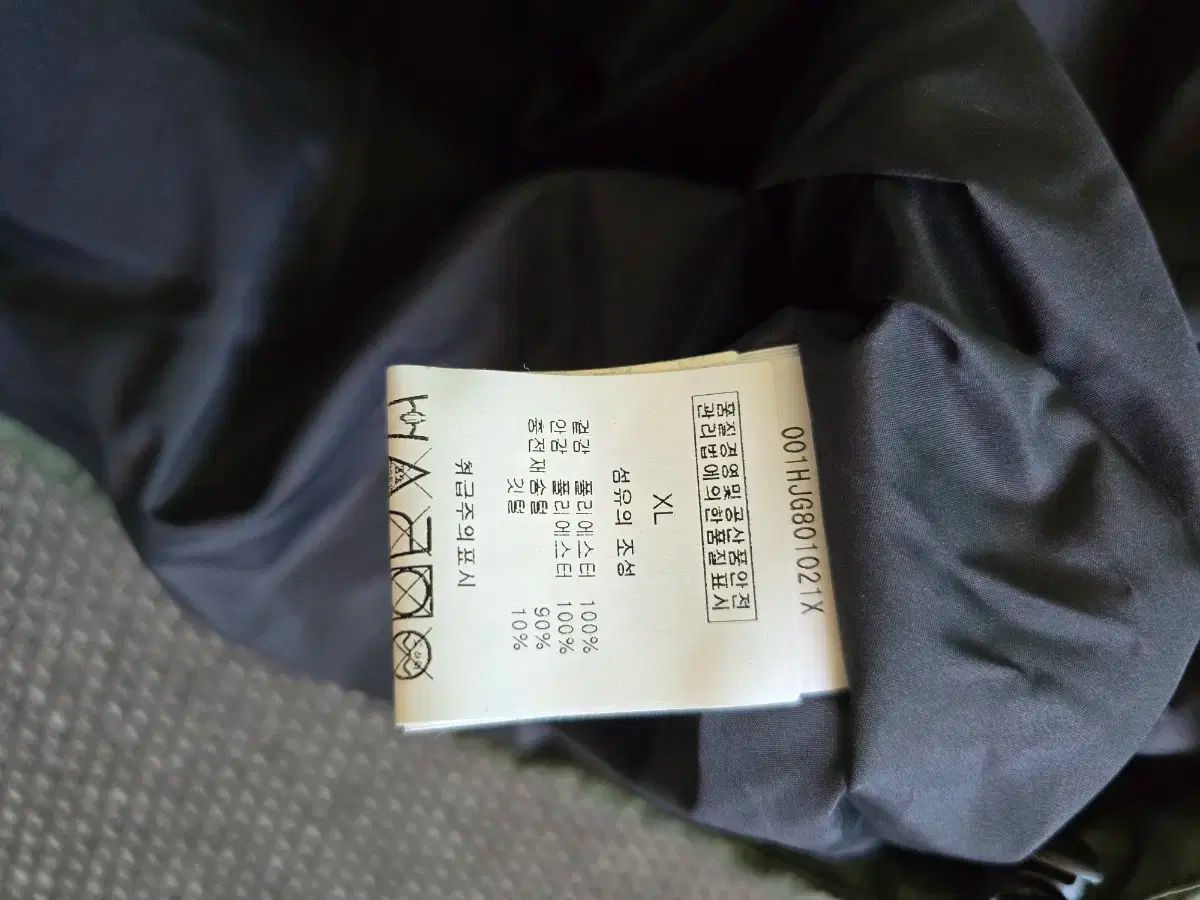 001HJG801021X
품질경영및공산품안전
관리법에의한품질표시
XL
섬유의 조성
겉감 폴리에스터 100%
안감 폴리에스터 100%
충전재 솜털 90%
깃털 10%
취급주의표시